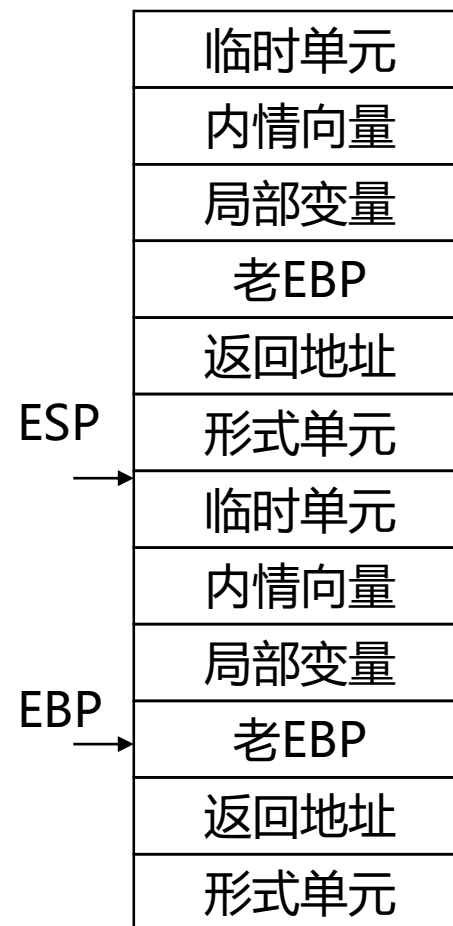 临时单元
内情向量
局部变量
老EBP
返回地址
ESP
形式单元
临时单元
内情向量
局部变量
EBP
老EBP
返回地址
形式单元